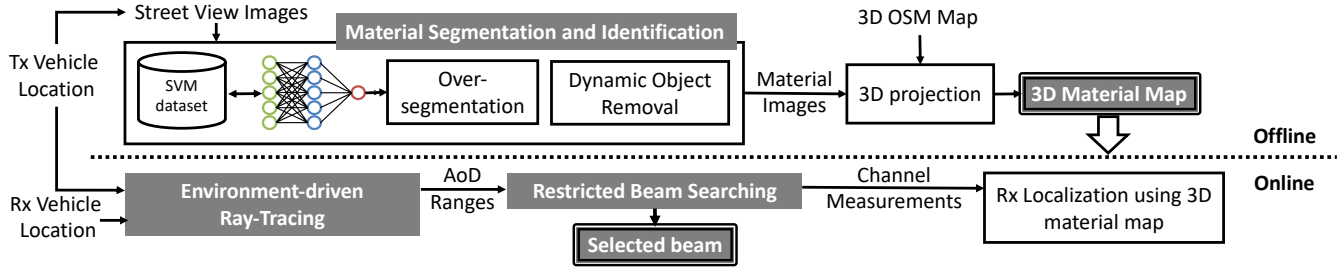 Street View Images
Material Segmentation and Identification
3D OSM Map
Tx Vehicle
Location
SVM
dataset
Over-
segmentation
Dynamic Object
Removal
Material
Images
3D projection
3D Material Map
Offline
Online
Rx Vehicle
Location
Environment-driven
Ray-Tracing
AoD
Ranges
Restricted Beam Searching
Channel
Measurements
Rx Localization using 3D
material map
Selected beam